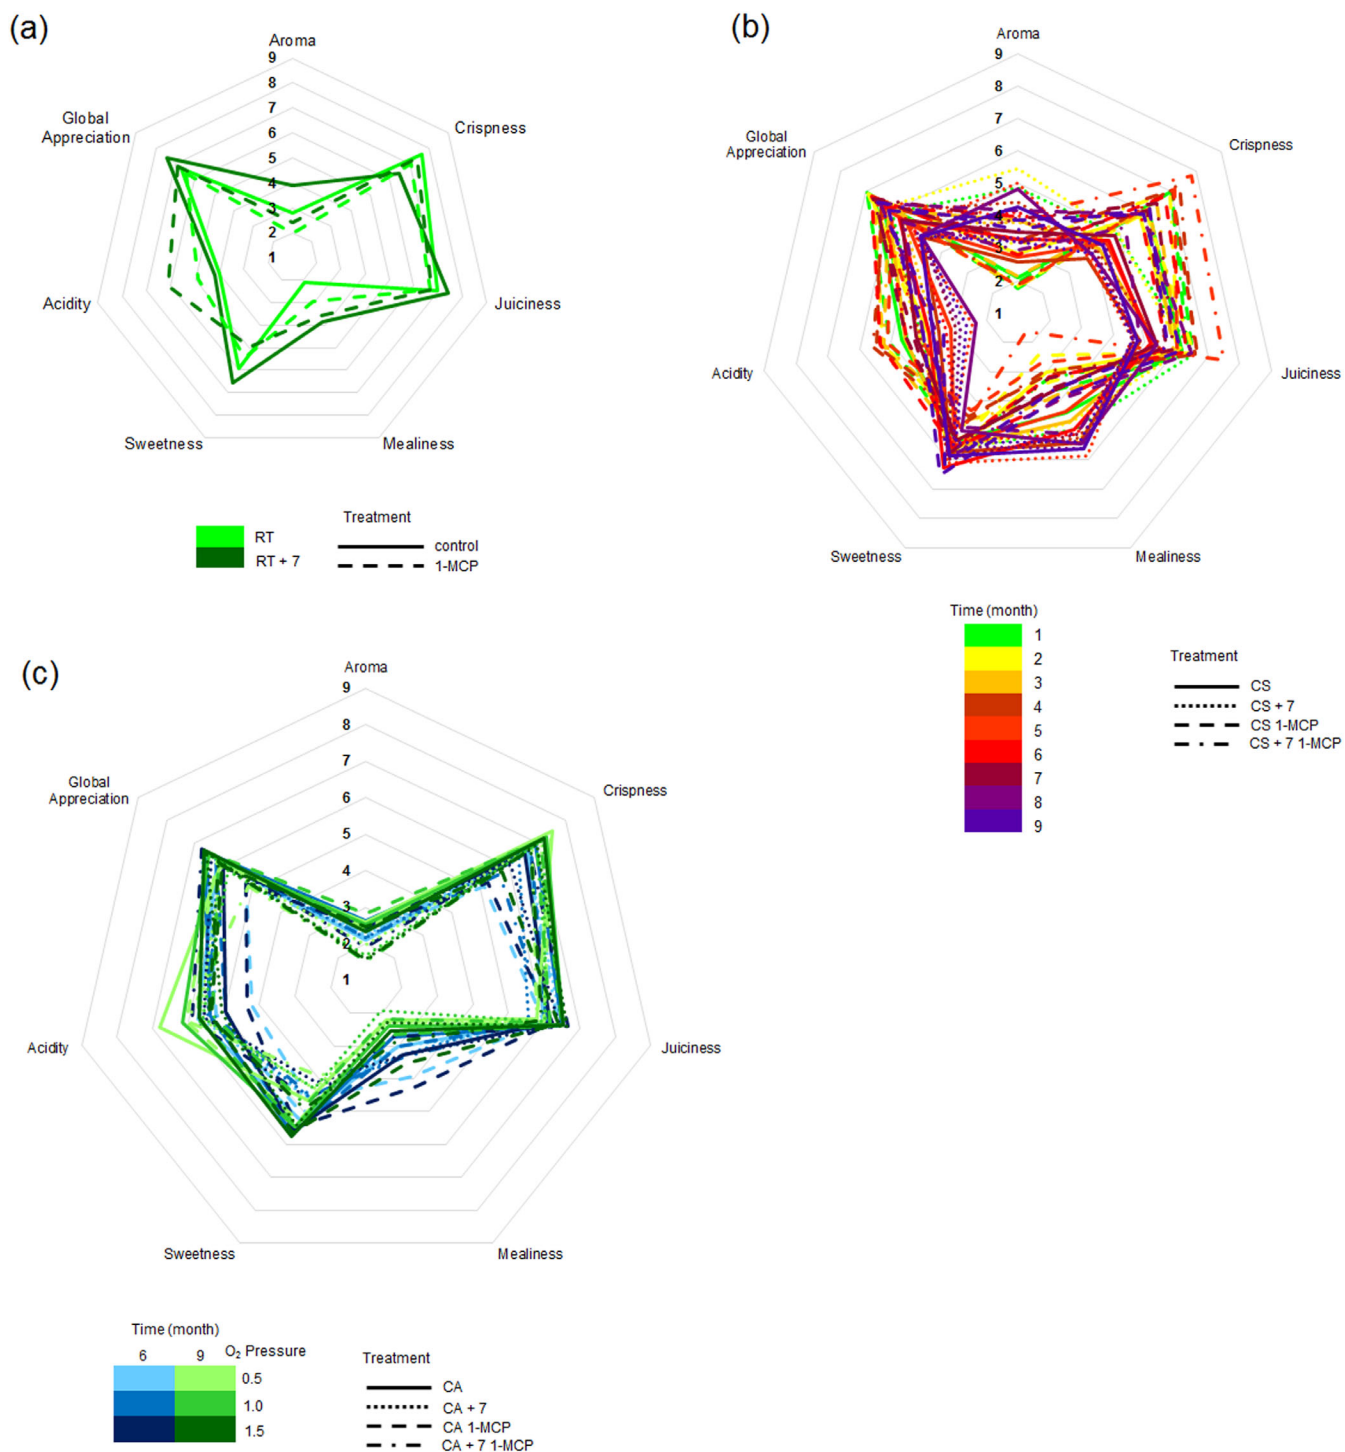 (a)
Aroma
9
8
7
6
5
4
3
2
1
Crispness
Juiciness
Mealiness
Sweetness
Acidity
Global
Appreciation
Treatment
RT
RT + 7
control
1-MCP
(b)
Aroma
9
8
7
6
5
4
3
2
1
Crispness
Juiciness
Mealiness
Sweetness
Acidity
Global
Appreciation
Time (month)
1
2
3
4
5
6
7
8
9
Treatment
CS
CS + 7
CS 1-MCP
CS + 7 1-MCP
(c)
Aroma
9
8
7
6
5
4
3
2
1
Crispness
Juiciness
Mealiness
Sweetness
Acidity
Global
Appreciation
Time (month)
6 9 O₂ Pressure
0.5
1.0
1.5
Treatment
CA
CA + 7
CA 1-MCP
CA + 7 1-MCP